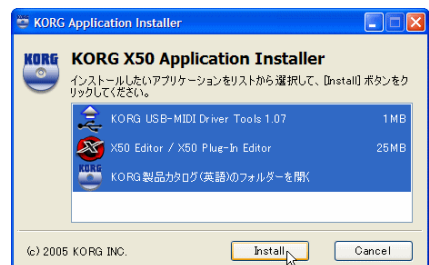 KORG Application Installer
KORG
KORG X50 Application Installer
インストールしたいアプリケーションをリストから選択して、[Install] ボタンをク
リックしてください。
KORG USB-MIDI Driver Tools 1.07 1MB
X50 Editor / X50 Plug-In Editor 25MB
KORG
KORG製品カタログ(英語)のフォルダーを開く
(c) 2005 KORG INC. Install Cancel